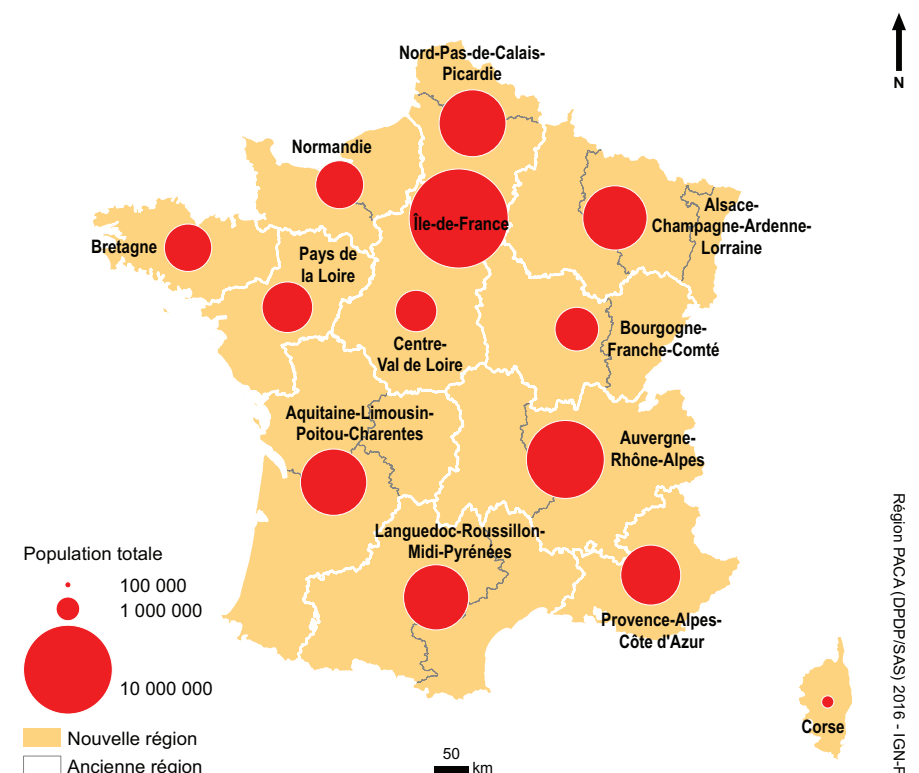 Nord-Pas-de-Calais-
Picardie
N
Normandie
Île-de-France
Alsace-
Champagne-Ardenne-
Lorraine
Bretagne
Pays de
la Loire
Centre-
Val de Loire
Bourgogne-
Franche-Comté
Aquitaine-Limousin-
Poitou-Charentes
Auvergne-
Rhône-Alpes
Languedoc-Roussillon-
Midi-Pyrénées
Provence-Alpes-
Côte d'Azur
Corse
Population totale
100 000
1 000 000
10 000 000
Nouvelle région
Ancienne région
50
km
Région PACA (DPDP/SAS) 2016 - IGN-F